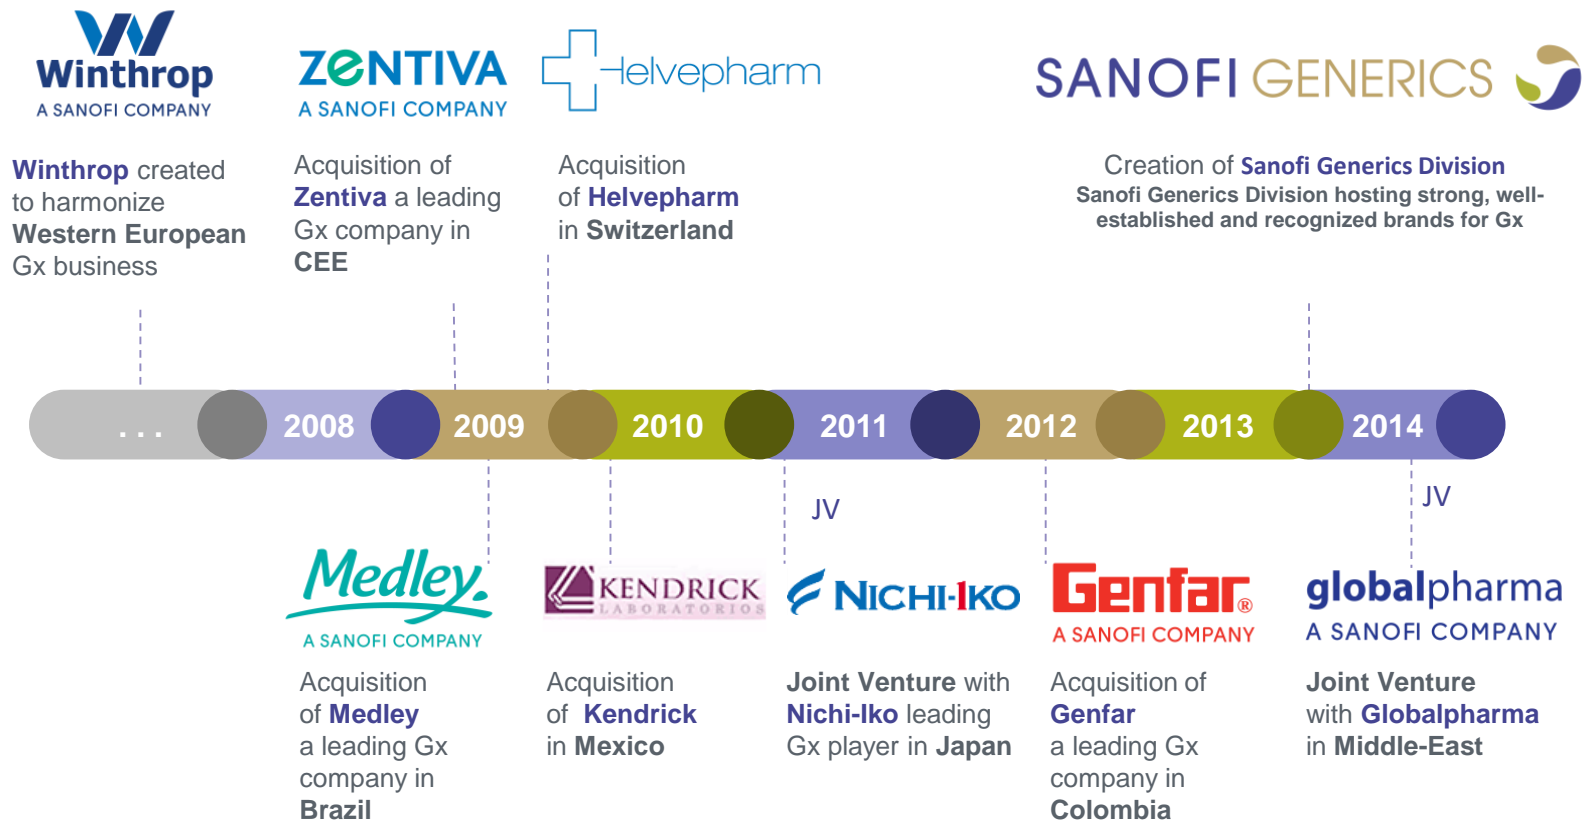 Winthrop
A SANOFI COMPANY
Winthrop created
to harmonize
Western European
Gx business
ZENTIVA
A SANOFI COMPANY
Acquisition of
Zentiva a leading
Gx company in
CEE
Helvepharm
Acquisition
of Helvepharm
in Switzerland
SANOFI GENERICS
Creation of Sanofi Generics Division
Sanofi Generics Division hosting strong, well-
established and recognized brands for Gx
. . .
2008
2009
2010
2011
2012
2013
2014
Medley.
A SANOFI COMPANY
Acquisition
of Medley
a leading Gx
company in
Brazil
KENDRICK
LABORATORIOS
Acquisition
of Kendrick
in Mexico
JV
NICHI-IKO
Joint Venture with
Nichi-Iko leading
Gx player in Japan
Genfar®
A SANOFI COMPANY
Acquisition of
Genfar
a leading Gx
company in
Colombia
JV
globalpharma
A SANOFI COMPANY
Joint Venture
with Globalpharma
in Middle-East